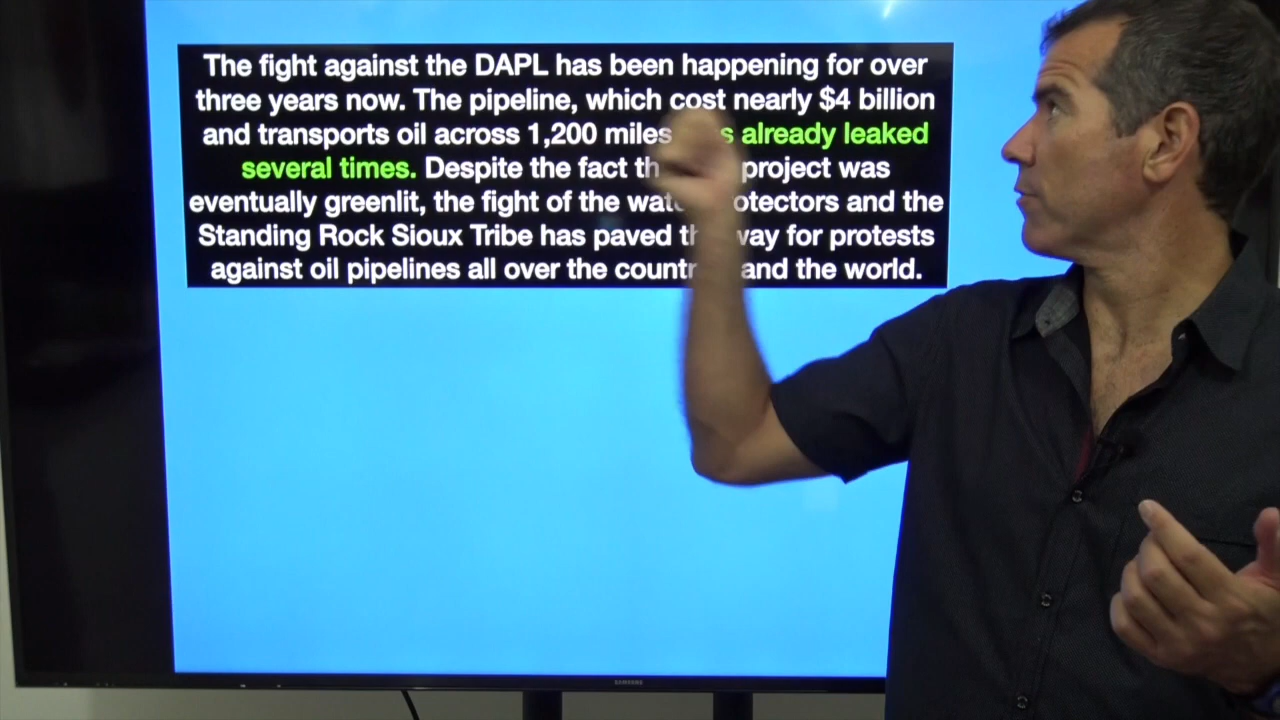 The fight against the DAPL has been happening for over
three years now. The pipeline, which cost nearly $4 billion
and transports oil across 1,200 miles already leaked
several times. Despite the fact project was
eventually greenlit, the fight of the and the
Standing Rock Sioux Tribe has paved way for protests
against oil pipelines all over the and the world.
SAMSUNG